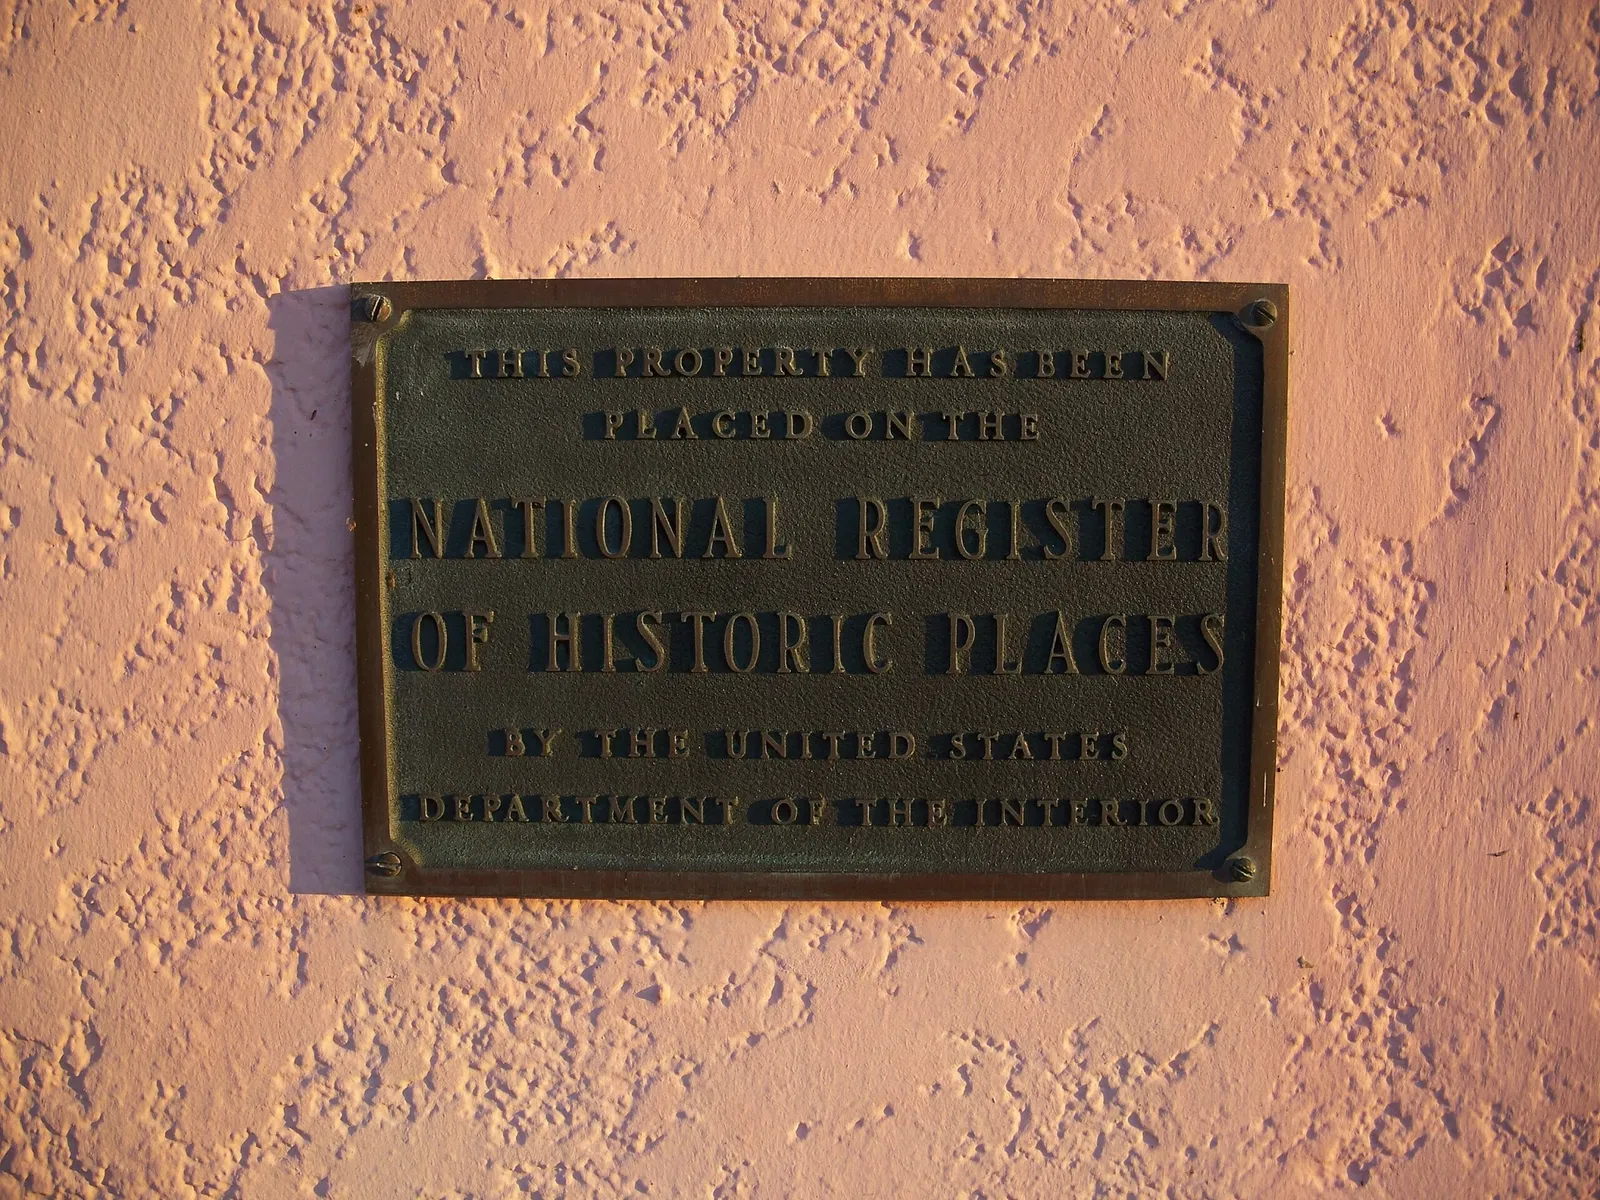 THIS PROPERTY HAS BEEN
PLACED ON THE
NATIONAL REGISTER
OF HISTORIC PLACES
BY THE UNITED STATES
DEPARTMENT OF THE INTERIOR